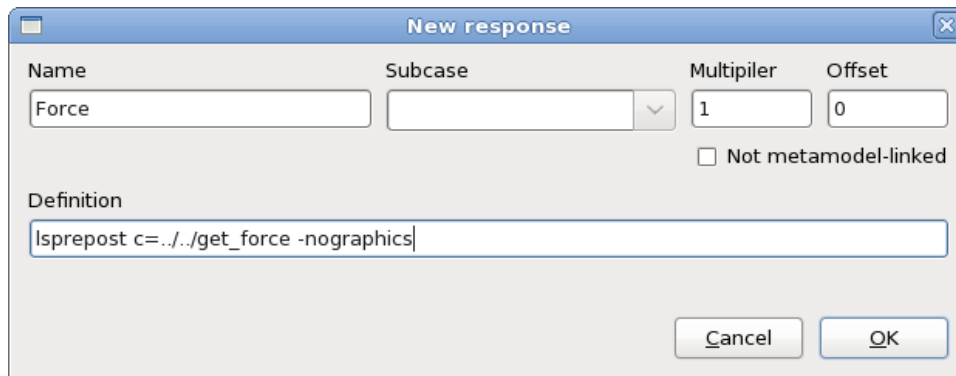 New response
Name Subcase Multipiler Offset
Force 1 0
Not metamodel-linked
Definition
lsprepost c=../../get_force -nographics
Cancel OK